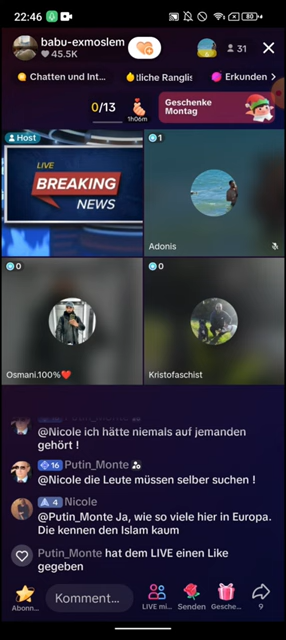 22:46
80
babu-exmoslem
45.5K
31
Chatten und Int...
tliche Ranglis
Erkunden
0/13
1h06m
Geschenke
Montag
Host
LIVE
BREAKING
NEWS
1
Adonis
0
Osmani.100%❤️
0
Kristofaschist
@Nicole ich hätte niemals auf jemanden
gehört !
16 Putin_Monte
@Nicole die Leute müssen selber suchen !
4 Nicole
@Putin_Monte Ja, wie so viele hier in Europa.
Die kennen den Islam kaum
Putin_Monte hat dem LIVE einen Like
gegeben
Abonn...
Komment...
LIVE mi...
Senden
Gesche...
9